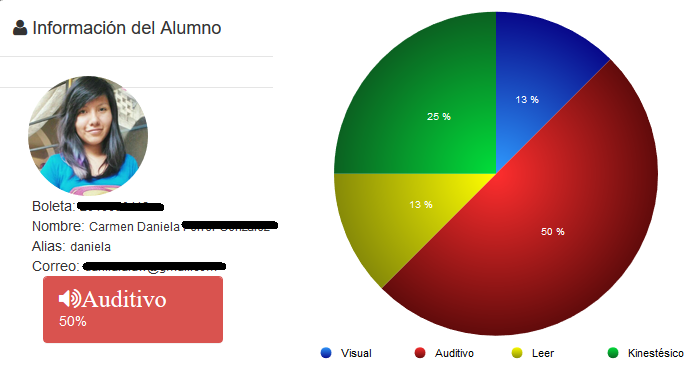 Información del Alumno
Boleta:
Nombre: Carmen Daniela
Alias: daniela
Correo:
Auditivo
50%
13 %
25 %
13 %
50 %
Visual
Auditivo
Leer
Kinestésico